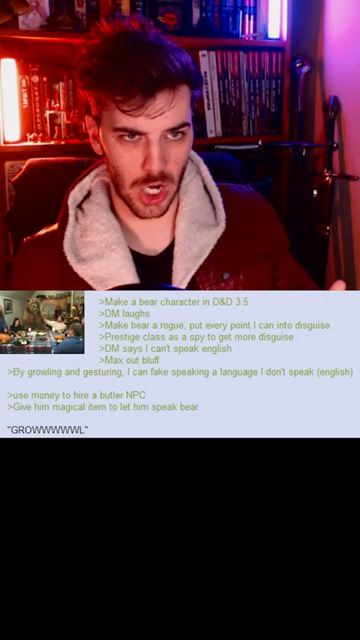 >Make a bear character in D&D 3.5
>DM laughs
>Make bear a rogue, put every point I can into disguise
>Prestige class as a spy to get more disguise
>DM says I can't speak english
>Max out bluff
>By growling and gesturing, I can fake speaking a language I don't speak (english)
>use money to hire a butler NPC
>Give him magical item to let him speak bear
"GROWWWWWL"